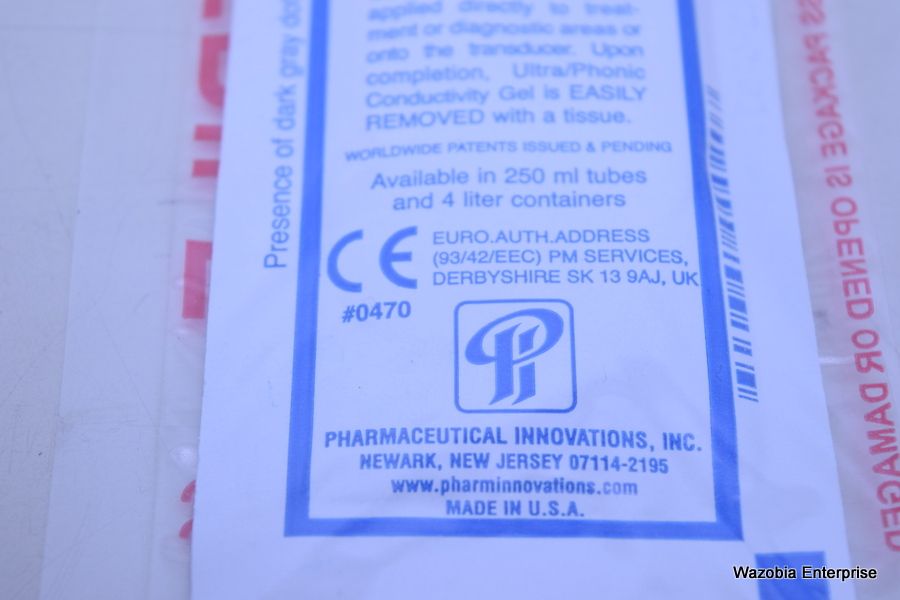 applied directly to treat-
ment or diagnostic areas or
onto the transducer. Upon
completion, Ultra/Phonic
Conductivity Gel is EASILY
REMOVED with a tissue.
WORLDWIDE PATENTS ISSUED & PENDING
Available in 250 ml tubes
and 4 liter containers
CE
#0470
EURO.AUTH.ADDRESS
(93/42/EEC) PM SERVICES,
DERBYSHIRE SK 13 9AJ, UK
PHARMACEUTICAL INNOVATIONS, INC.
NEWARK, NEW JERSEY 07114-2195
www.pharminnovations.com
MADE IN U.S.A.
Presence of dark gray dot
SS PACKAGE IS OPENED OR DAMAGED
Wazobia Enterprise